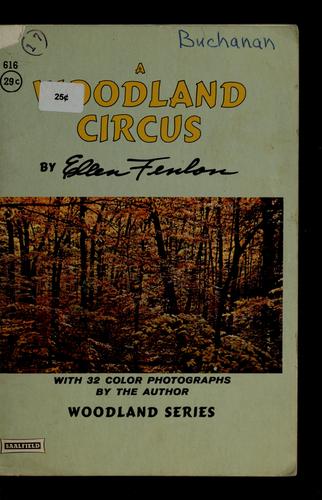 17
Buchanan
616
29c
A
OODLAND
25¢
CIRCUS
BY Ellen Fenlon
WITH 32 COLOR PHOTOGRAPHS
BY THE AUTHOR
WOODLAND SERIES
SAALFIELD